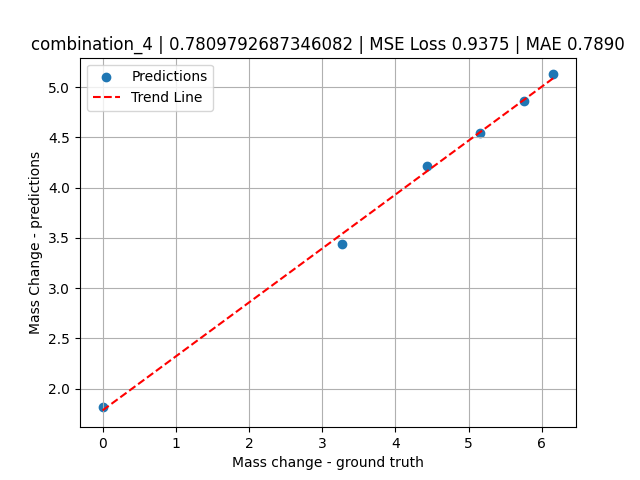 combination_4 | 0.7809792687346082 | MSE Loss 0.9375 | MAE 0.7890
Predictions
Trend Line
5.0
4.5
4.0
3.5
3.0
2.5
2.0
Mass Change - predictions
0 1 2 3 4 5 6
Mass change - ground truth